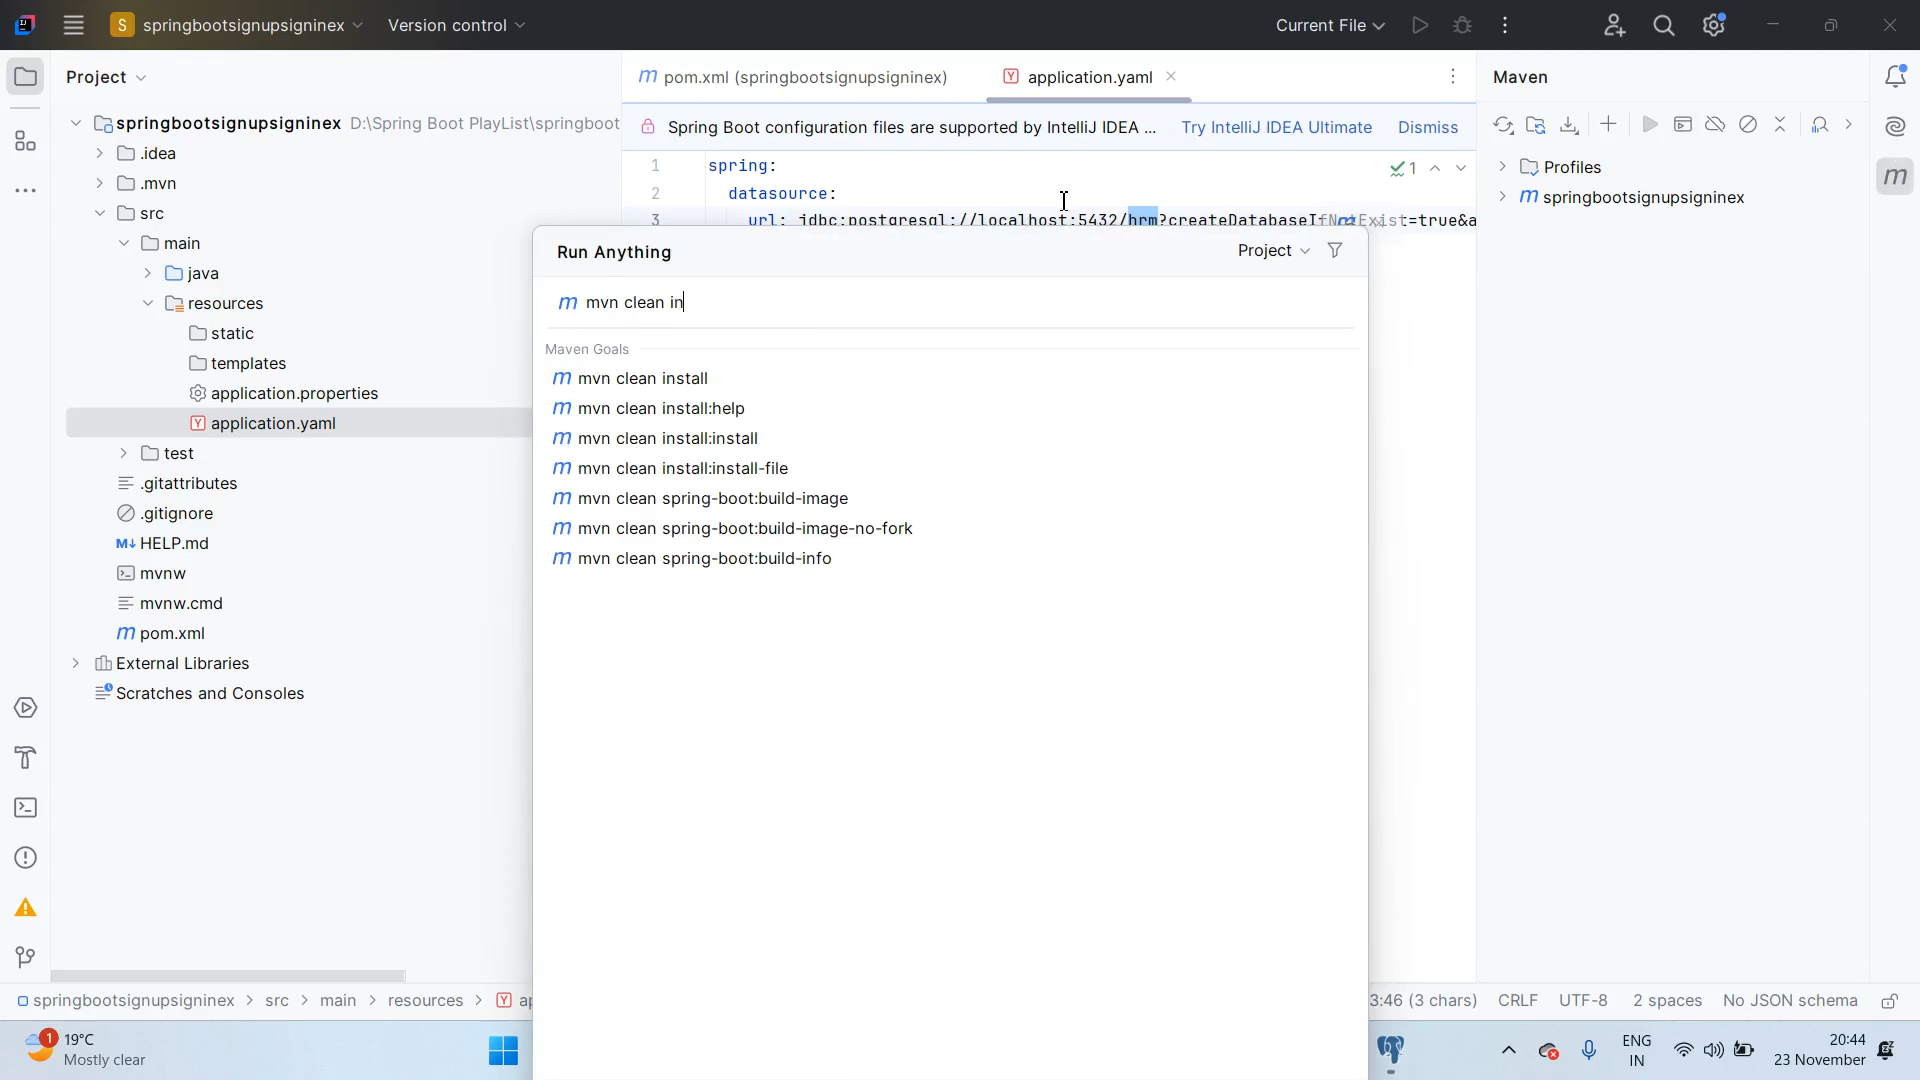 S springbootsignupsigninex
Version control
Current File
Project
springbootsignupsigninex D:\Spring Boot PlayList\springboot
.idea
.mvn
src
main
java
resources
static
templates
application.properties
application.yaml
test
.gitattributes
.gitignore
M↓ HELP.md
mvnw
mvnw.cmd
m pom.xml
External Libraries
Scratches and Consoles
m pom.xml (springbootsignupsigninex)
Y application.yaml
Spring Boot configuration files are supported by IntelliJ IDEA ... Try IntelliJ IDEA Ultimate Dismiss
1 spring:
1
2 datasource:
3 url: jdbc:postgresql://localhost:5432/hrm?createDatabaseIfNotExist=true&a
Run Anything
Project
m mvn clean in
Maven Goals
m mvn clean install
m mvn clean install:help
m mvn clean install:install
m mvn clean install:install-file
m mvn clean spring-boot:build-image
m mvn clean spring-boot:build-image-no-fork
m mvn clean spring-boot:build-info
Maven
Profiles
m springbootsignupsigninex
m
springbootsignupsigninex > src > main > resources > Y ap
3:46 (3 chars) CRLF UTF-8 2 spaces No JSON schema
1
19°C
Mostly clear
ENG
IN
20:44
23 November